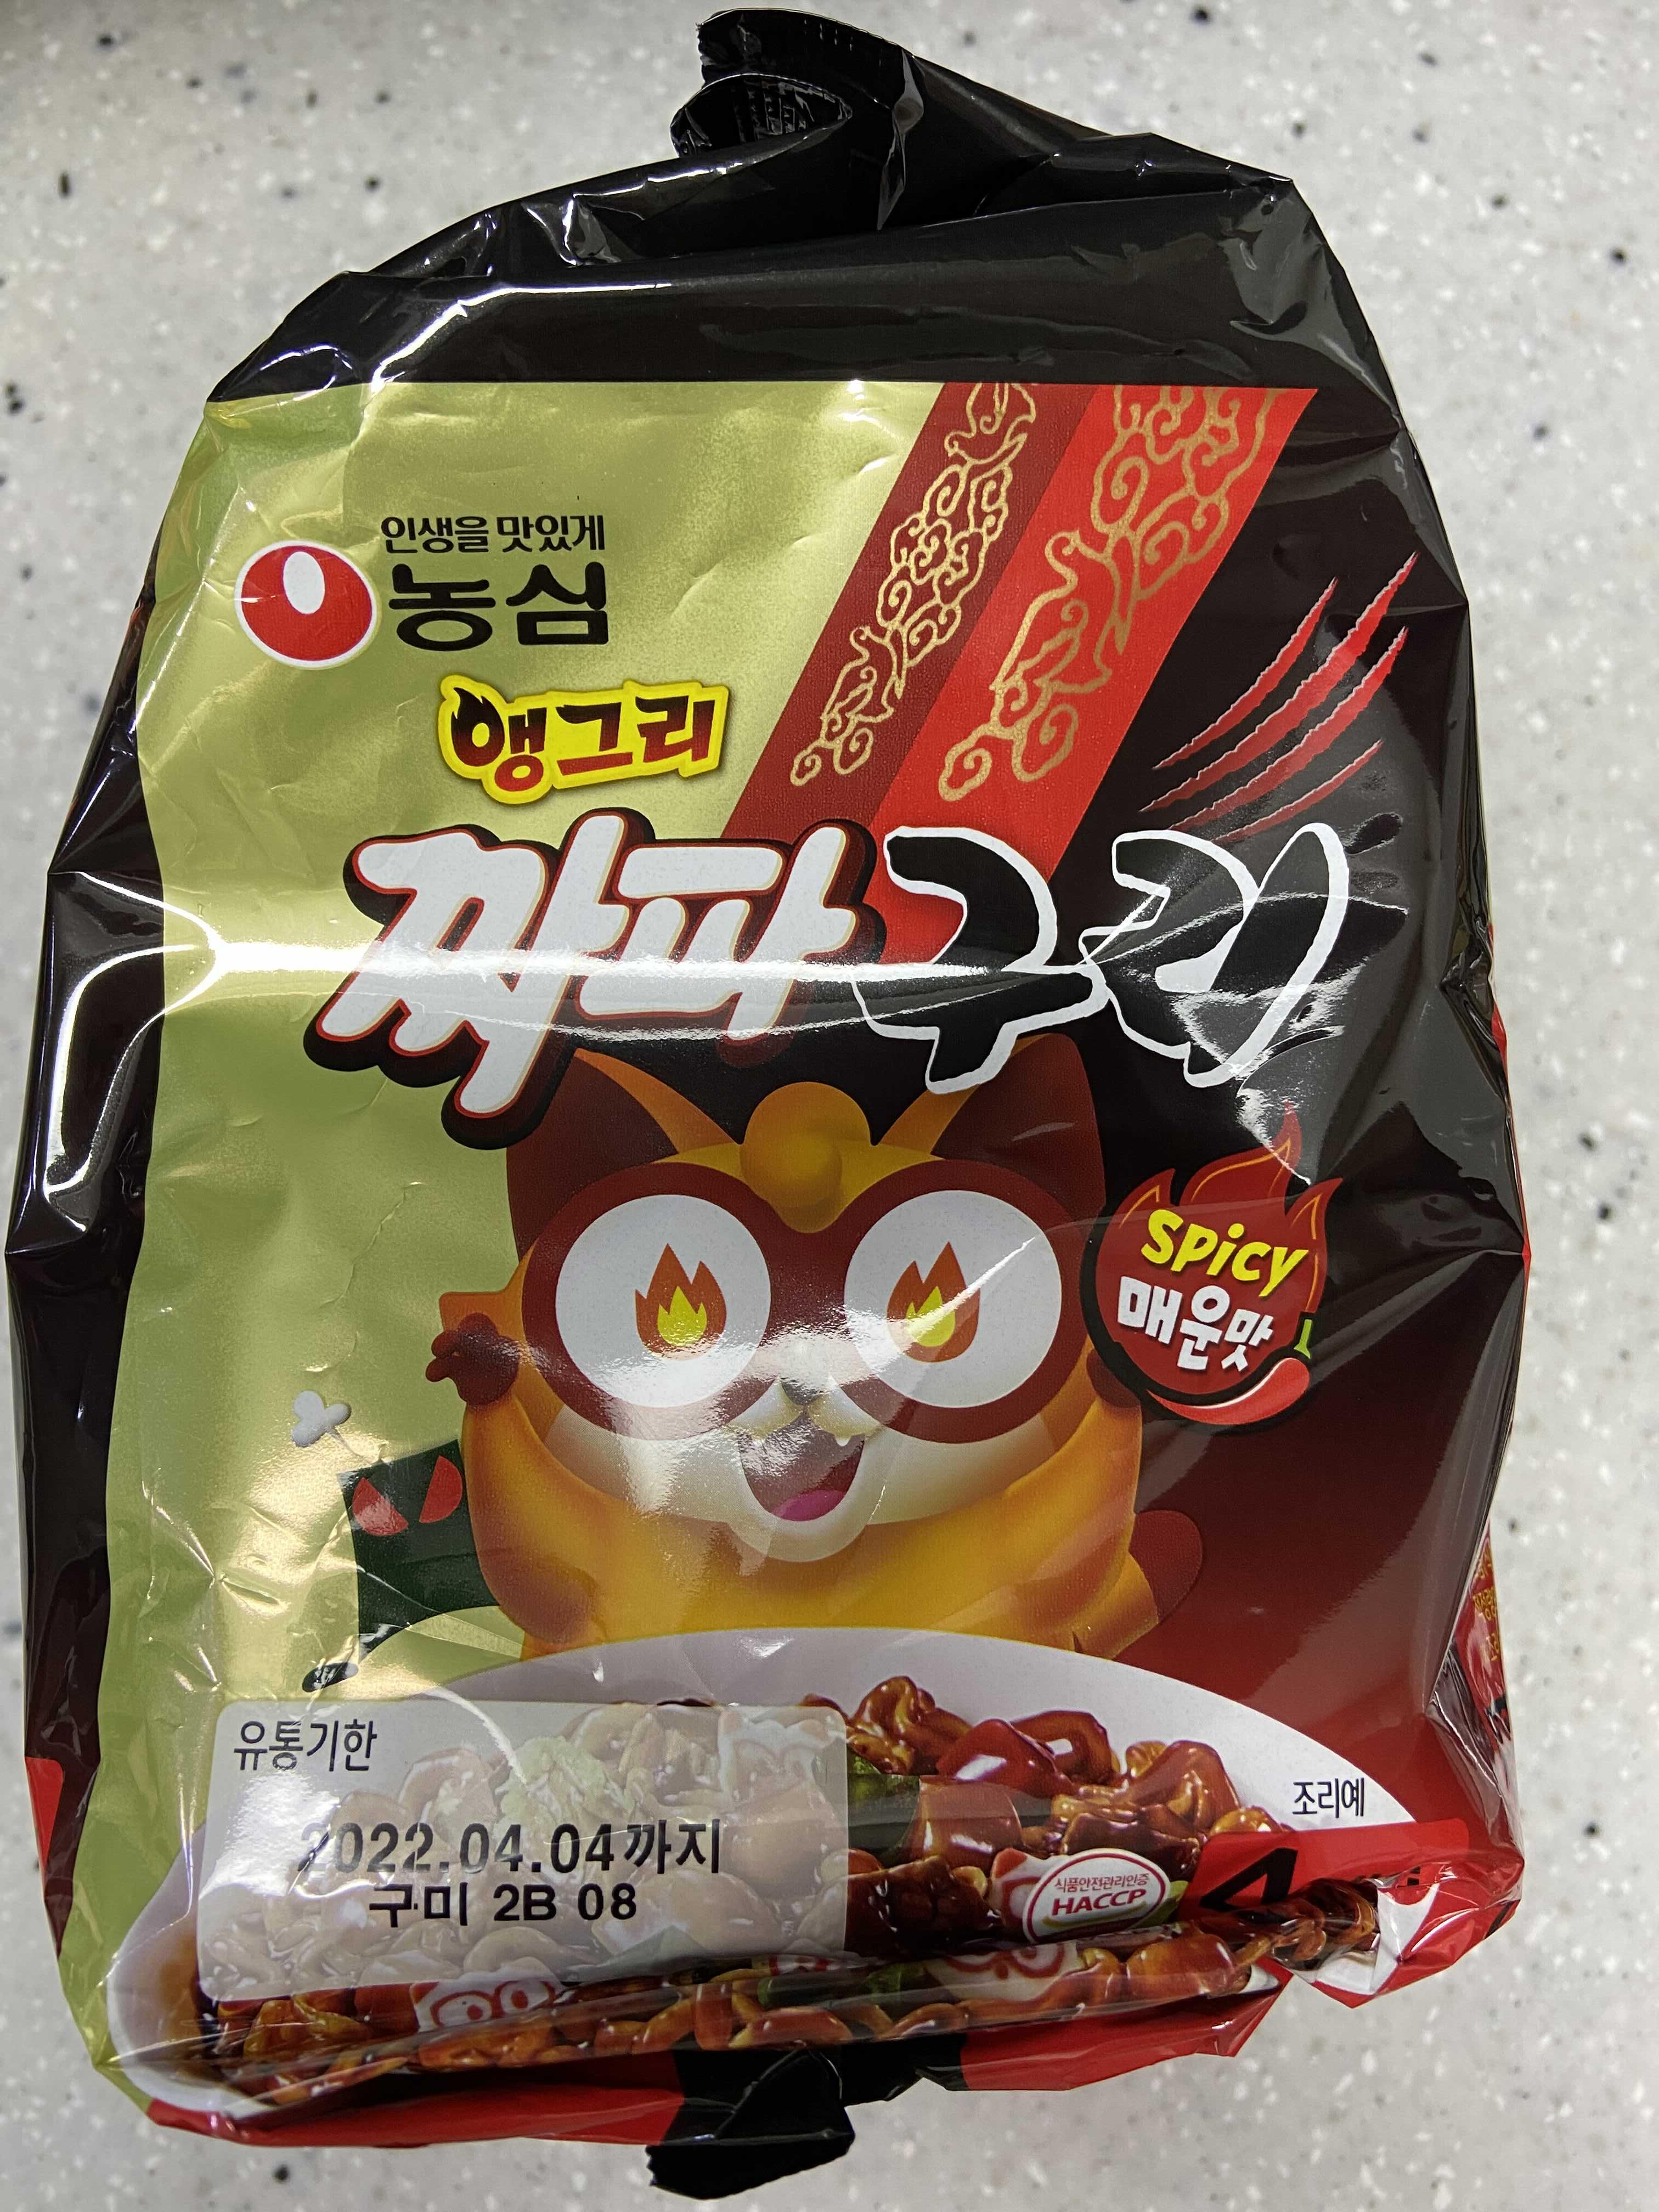 인생을 맛있게
농심
앵그리
짜파구리
SPicy
매운맛
유통기한
2022.04.04까지
구미 2B 08
조리예
식품안전관리인증
HACCP
4